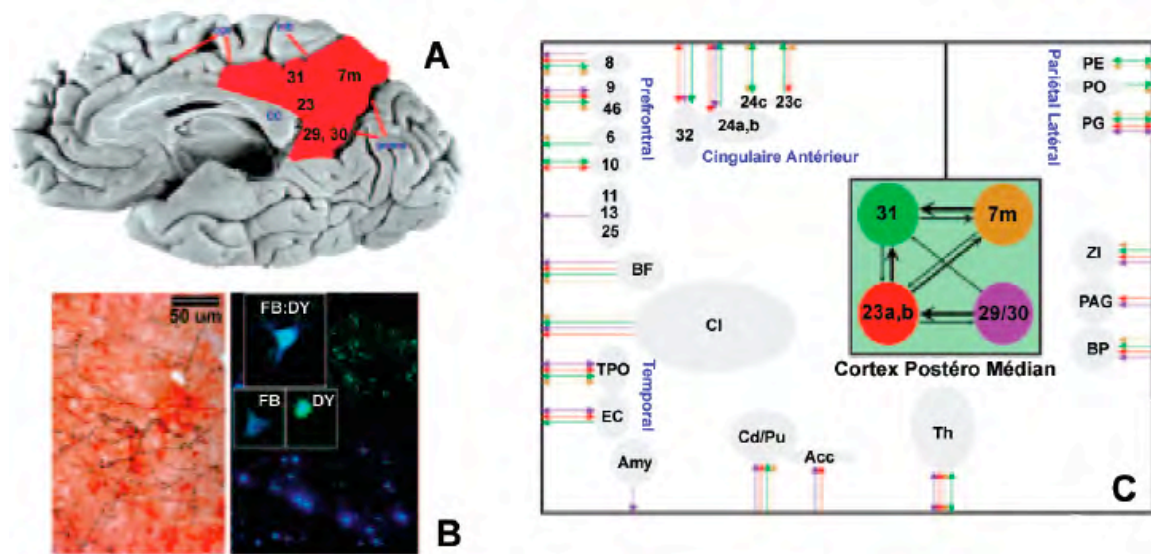 A
31
7m
23
CC
29, 30
50 um
FB:DY
FB
DY
B
8
9
46
6
10
11
13
25
BF
Prefrontral
24c
23c
24a,b
32
Cingulaire Antérieur
Pariétal Latéral
PE
PO
PG
31
7m
23a,b
29/30
Cortex Postéro Médian
ZI
PAG
BP
Cl
TPO
EC
Temporal
Amy
Cd/Pu
Acc
Th
C